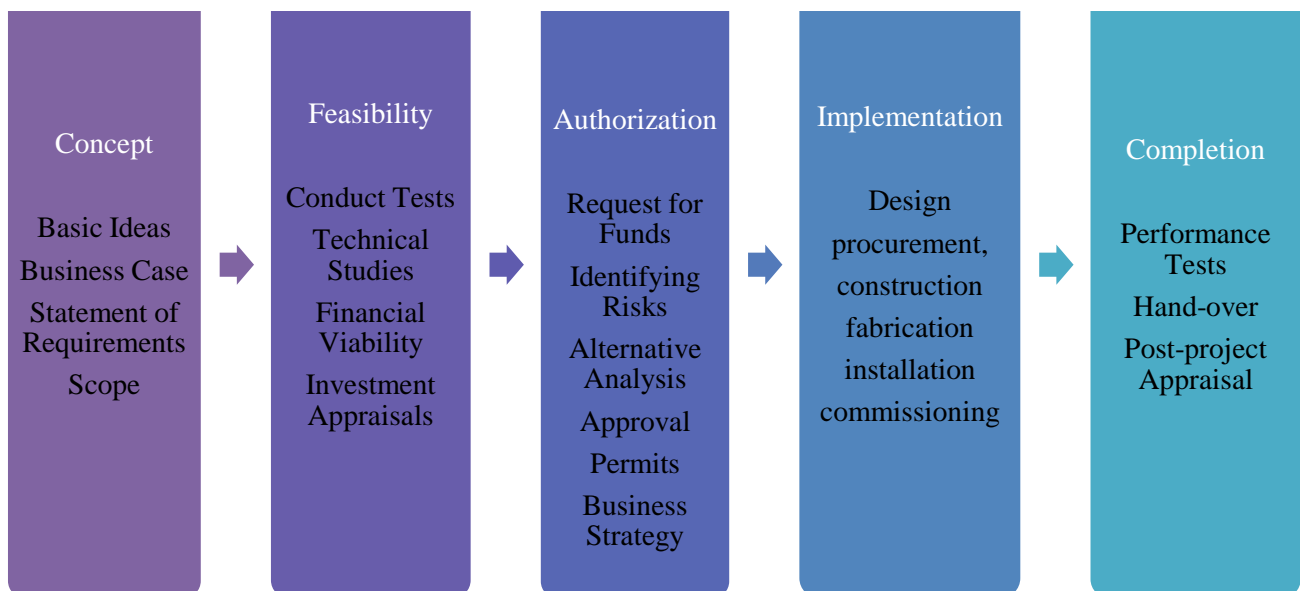 Concept
Basic Ideas
Business Case
Statement of
Requirements
Scope
Feasibility
Conduct Tests
Technical
Studies
Financial
Viability
Investment
Appraisals
Authorization
Request for
Funds
Identifying
Risks
Alternative
Analysis
Approval
Permits
Business
Strategy
Implementation
Design
procurement,
construction
fabrication
installation
commissioning
Completion
Performance
Tests
Hand-over
Post-project
Appraisal